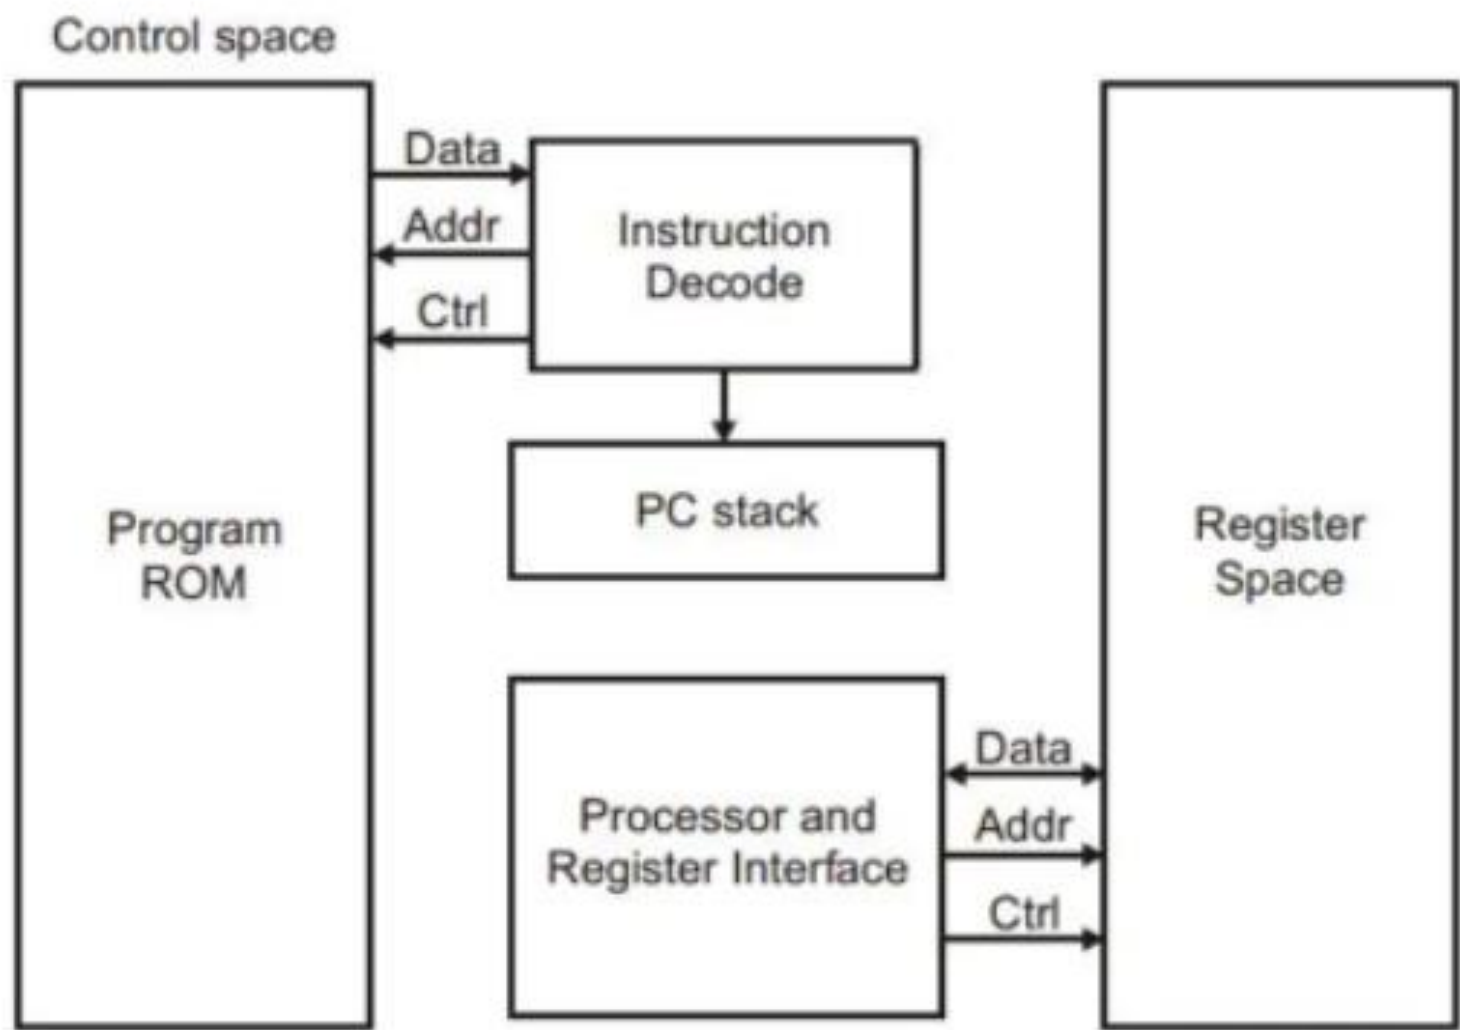 Control space
Data
Addr
Ctrl
Instruction
Decode
PC stack
Program
ROM
Register
Space
Processor and
Register Interface
Data
Addr
Ctrl